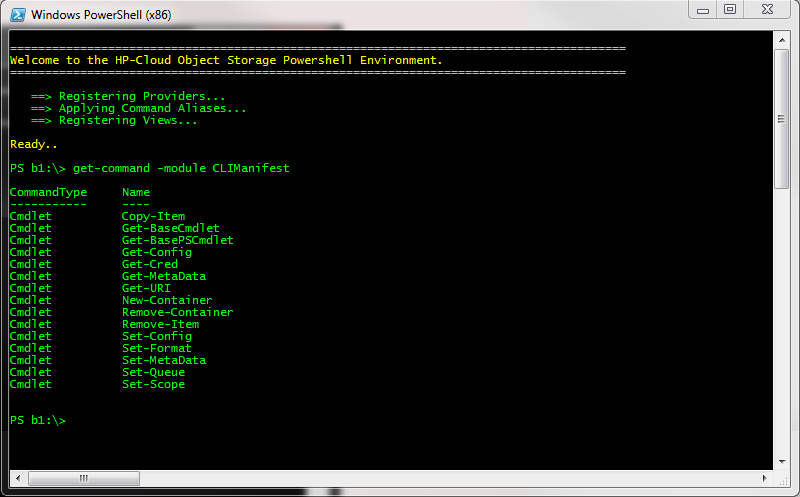 Windows PowerShell (x86)
========================================================================================
Welcome to the HP-Cloud Object Storage Powershell Environment.
========================================================================================
==> Registering Providers...
==> Applying Command Aliases...
==> Registering Views...
Ready..
PS b1:\> get-command -module CLIManifest
CommandType     Name
-----------     ----
Cmdlet          Copy-Item
Cmdlet          Get-BaseCmdlet
Cmdlet          Get-BasePSCmdlet
Cmdlet          Get-Config
Cmdlet          Get-Cred
Cmdlet          Get-MetaData
Cmdlet          Get-URI
Cmdlet          New-Container
Cmdlet          Remove-Container
Cmdlet          Remove-Item
Cmdlet          Set-Config
Cmdlet          Set-Format
Cmdlet          Set-MetaData
Cmdlet          Set-Queue
Cmdlet          Set-Scope
PS b1:\>